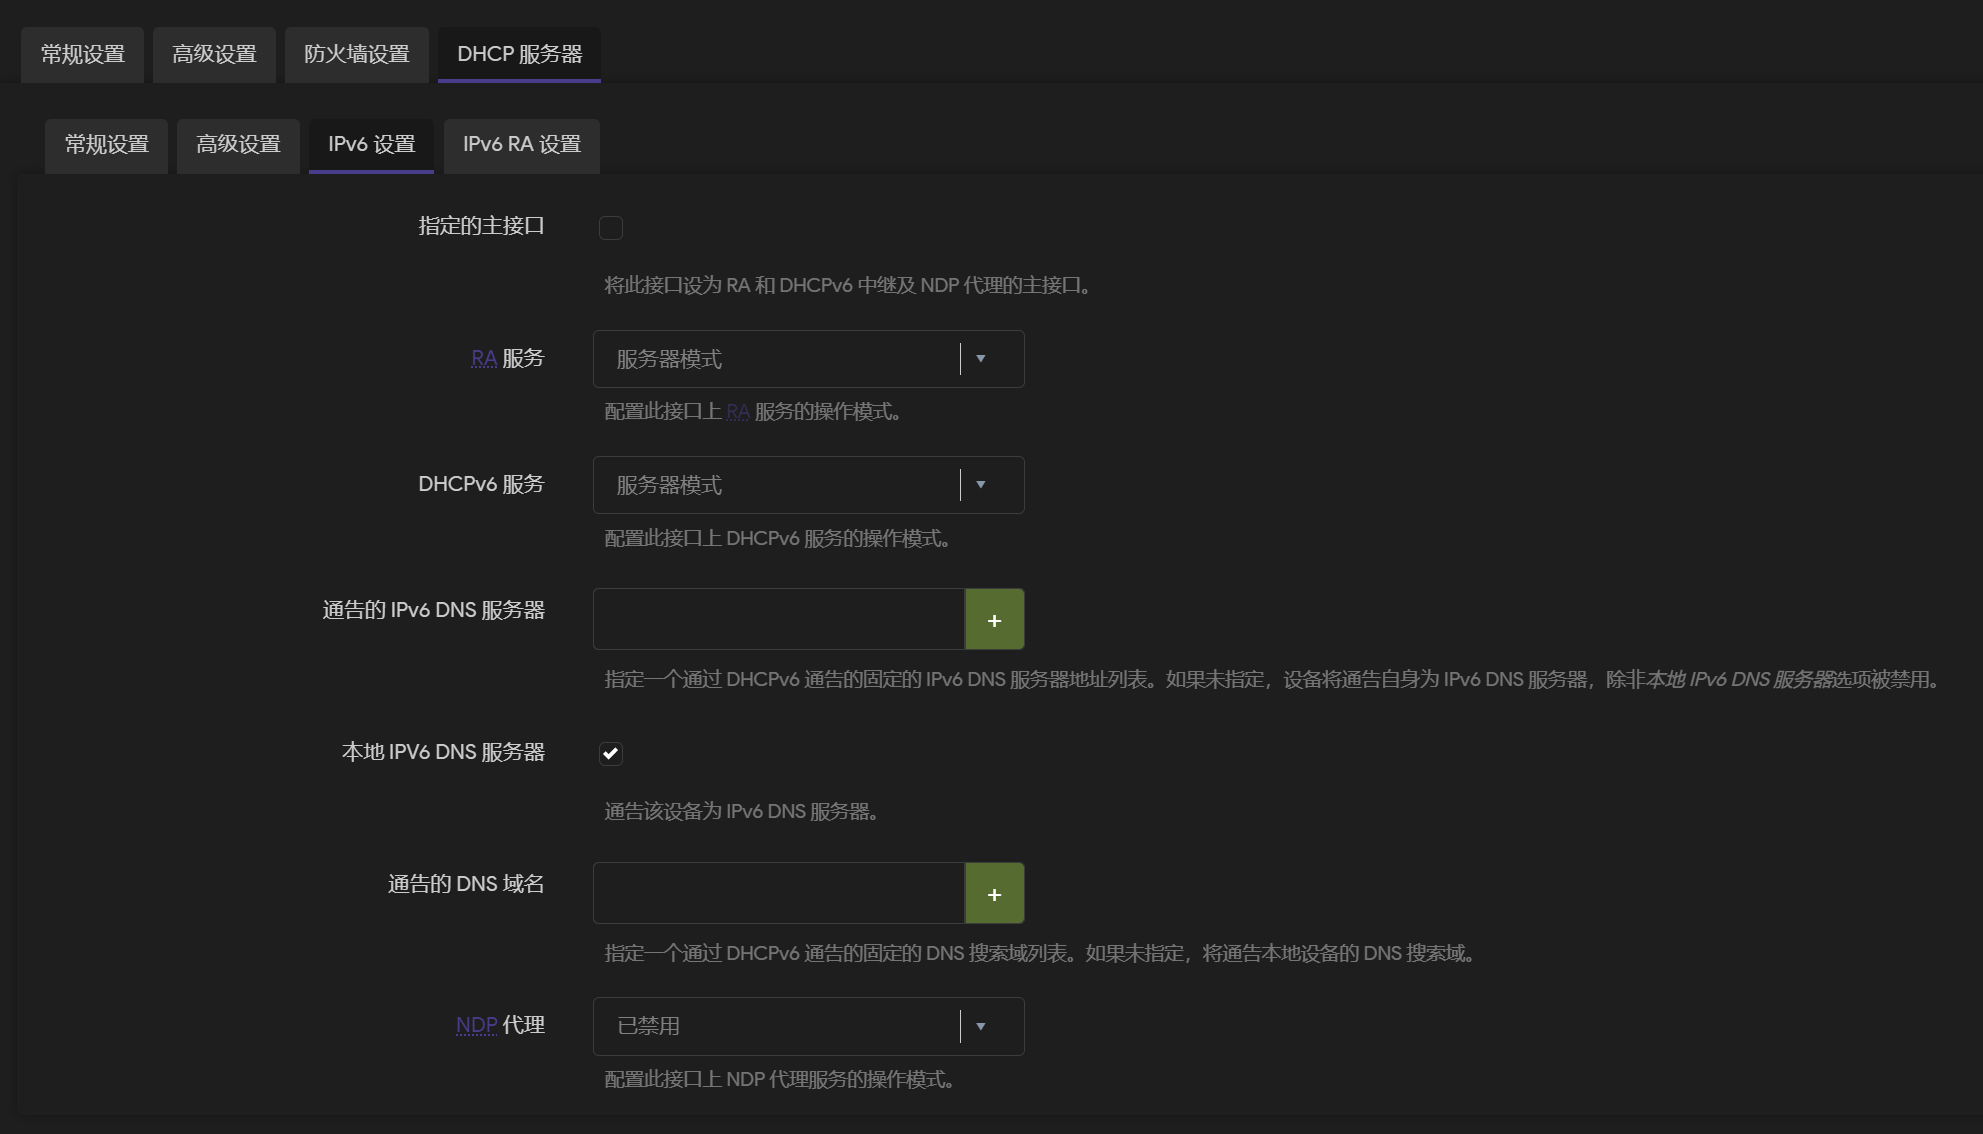 常规设置 高级设置 防火墙设置 DHCP 服务器
常规设置 高级设置 IPv6 设置 IPv6 RA 设置
指定的主接口
将此接口设为 RA 和 DHCPv6 中继及 NDP 代理的主接口。
RA 服务 服务器模式
配置此接口上 RA 服务的操作模式。
DHCPv6 服务 服务器模式
配置此接口上 DHCPv6 服务的操作模式。
通告的 IPv6 DNS 服务器 +
指定一个通过 DHCPv6 通告的固定的 IPv6 DNS 服务器地址列表。如果未指定，设备将通告自身为 IPv6 DNS 服务器，除非本地 IPv6 DNS 服务器选项被禁用。
本地 IPV6 DNS 服务器
通告该设备为 IPv6 DNS 服务器。
通告的 DNS 域名 +
指定一个通过 DHCPv6 通告的固定的 DNS 搜索域列表。如果未指定，将通告本地设备的 DNS 搜索域。
NDP 代理 已禁用
配置此接口上 NDP 代理服务的操作模式。